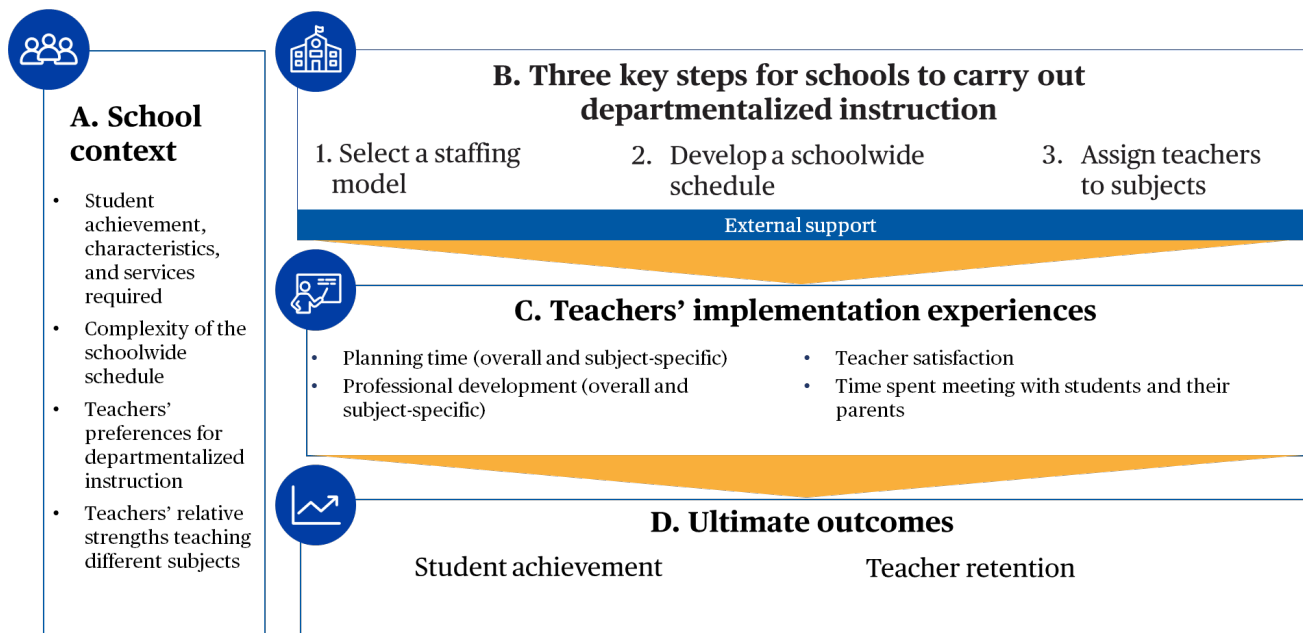 A. School
context
• Student
achievement,
characteristics,
and services
required
• Complexity of the
schoolwide
schedule
• Teachers’
preferences for
departmentalized
instruction
• Teachers’ relative
strengths teaching
different subjects
B. Three key steps for schools to carry out
departmentalized instruction
1. Select a staffing
model
2. Develop a schoolwide
schedule
3. Assign teachers
to subjects
External support
C. Teachers’ implementation experiences
• Planning time (overall and subject-specific)
• Professional development (overall and
subject-specific)
• Teacher satisfaction
• Time spent meeting with students and their
parents
D. Ultimate outcomes
Student achievement
Teacher retention